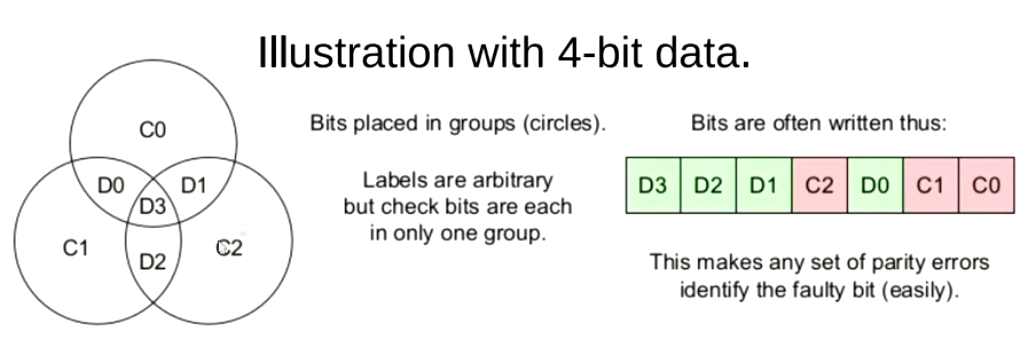 Illustration with 4-bit data.
C0
D0
D1
D3
C1
D2
C2
Bits placed in groups (circles).
Labels are arbitrary
but check bits are each
in only one group.
Bits are often written thus:
D3 D2 D1 C2 D0 C1 C0
This makes any set of parity errors
identify the faulty bit (easily).